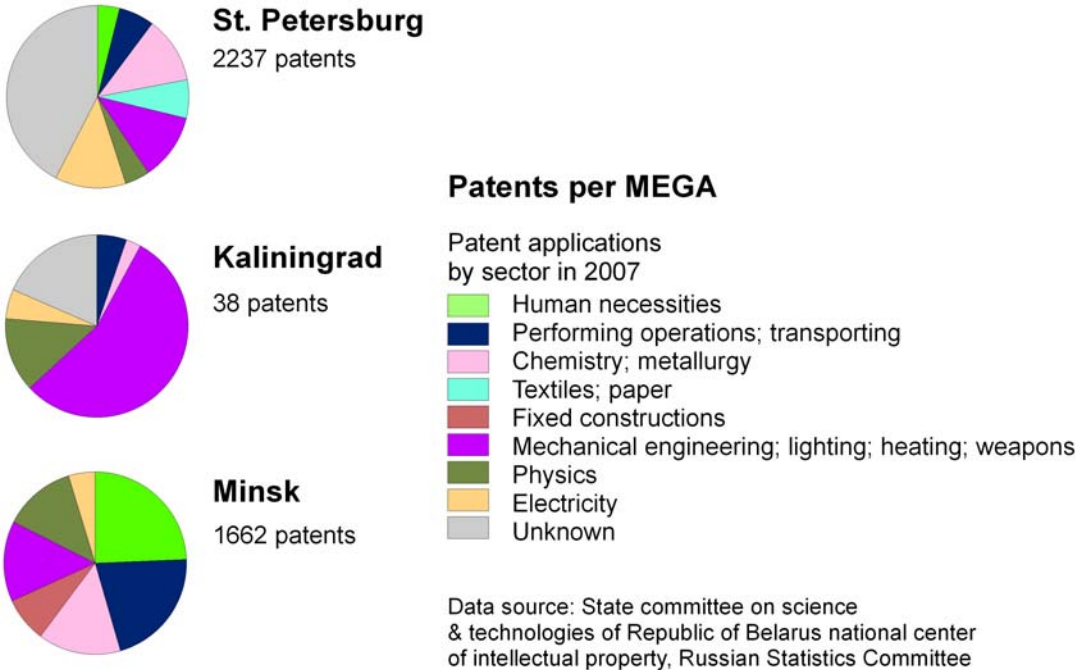 St. Petersburg
2237 patents
Kaliningrad
38 patents
Minsk
1662 patents
Patents per MEGA
Patent applications
by sector in 2007
Human necessities
Performing operations; transporting
Chemistry; metallurgy
Textiles; paper
Fixed constructions
Mechanical engineering; lighting; heating; weapons
Physics
Electricity
Unknown
Data source: State committee on science
& technologies of Republic of Belarus national center
of intellectual property, Russian Statistics Committee